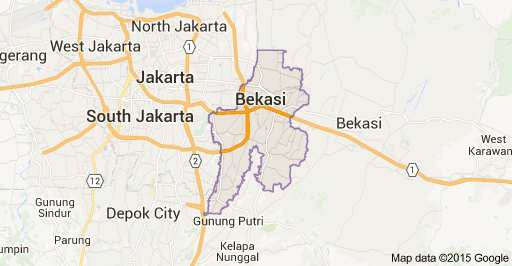 North Jakarta
gerang
West Jakarta
1
Jakarta
Bekasi
South Jakarta
Bekasi
West
Karawan
2
1
12
Gunung
Sindur
Depok City
Gunung Putri
umpin
Parung
Kelapa
Nunggal
Map data ©2015 Google